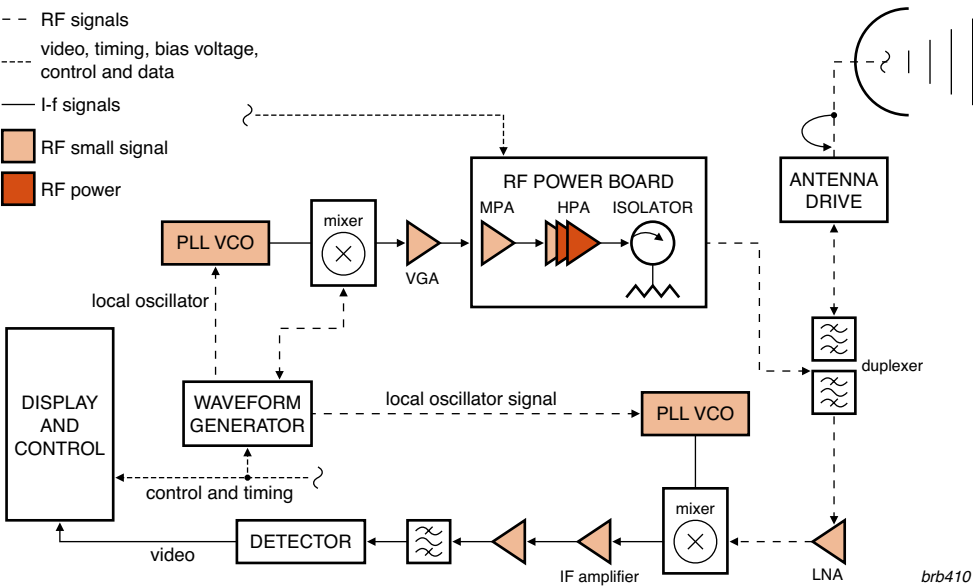 RF signals
video, timing, bias voltage,
control and data
I-f signals
RF small signal
RF power
RF POWER BOARD
MPA
HPA
ISOLATOR
ANTENNA
DRIVE
PLL VCO
mixer
VGA
local oscillator
duplexer
DISPLAY
AND
CONTROL
WAVEFORM
GENERATOR
local oscillator signal
PLL VCO
control and timing
mixer
DETECTOR
video
IF amplifier
LNA
brb410